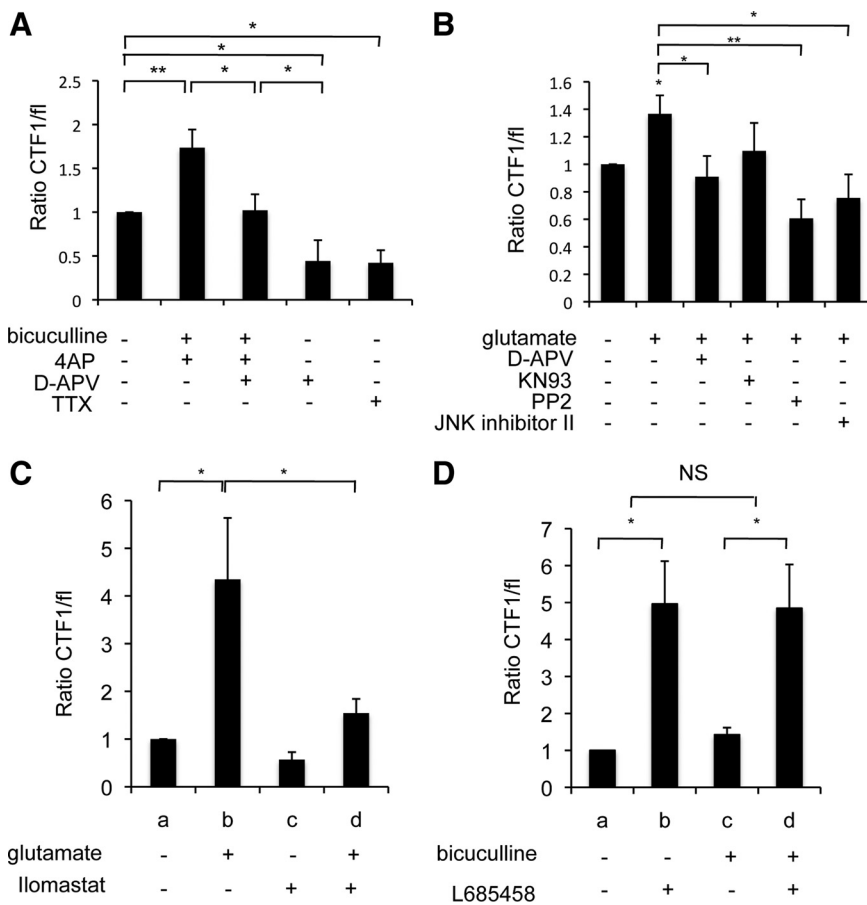 A
*
*
** * *
2.5
2
1.5
1
0.5
0
Ratio CTF1/fl
bicuculline - + + - -
4AP - + + - -
D-APV - - + + -
TTX - - - - +
B
*
**
*
*
1.6
1.4
1.2
1
0.8
0.6
0.4
0.2
0
Ratio CTF1/fl
glutamate - + + + + +
D-APV - - + - - -
KN93 - - - + - -
PP2 - - - - + -
JNK inhibitor II - - - - - +
C
* *
6
5
4
3
2
1
0
Ratio CTF1/fl
a b c d
glutamate - + - +
Ilomastat - - + +
D
NS
* *
7
6
5
4
3
2
1
0
Ratio CTF1/fl
a b c d
bicuculline - - + +
L685458 - + - +